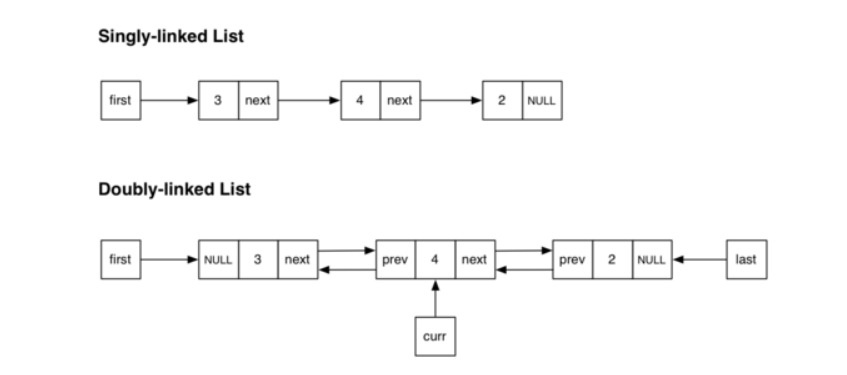 Singly-linked List
first 3 next 4 next 2 NULL
Doubly-linked List
first NULL 3 next prev 4 next prev 2 NULL last
curr